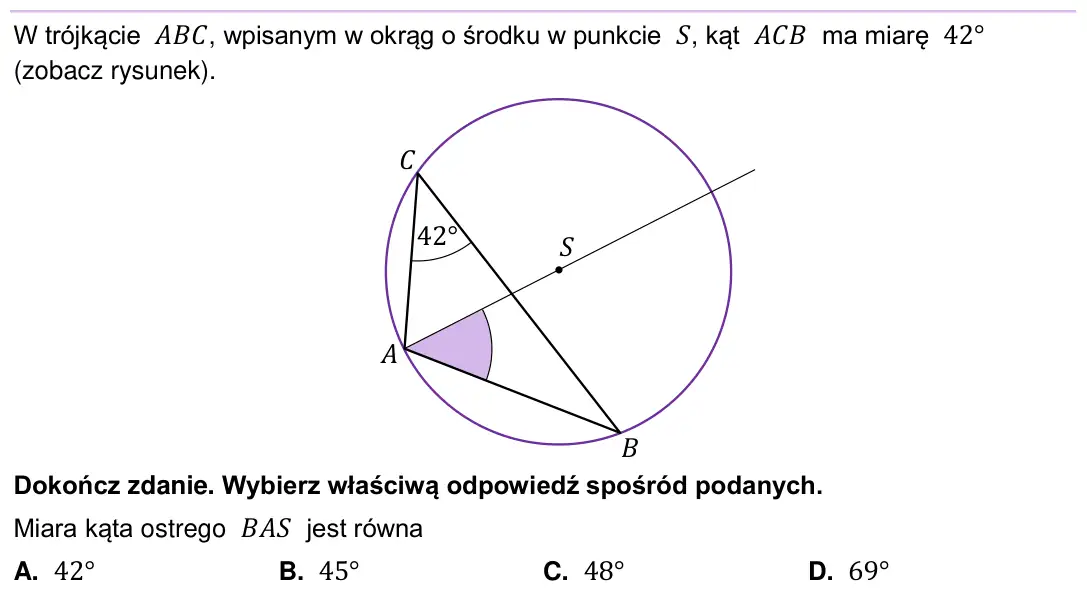 W trójkącie ABC, wpisanym w okrąg o środku w punkcie S, kąt ACB ma miarę 42°
(zobacz rysunek).
C
42°
S
A
B
Dokończ zdanie. Wybierz właściwą odpowiedź spośród podanych.
Miara kąta ostrego BAS jest równa
A. 42° B. 45° C. 48° D. 69°